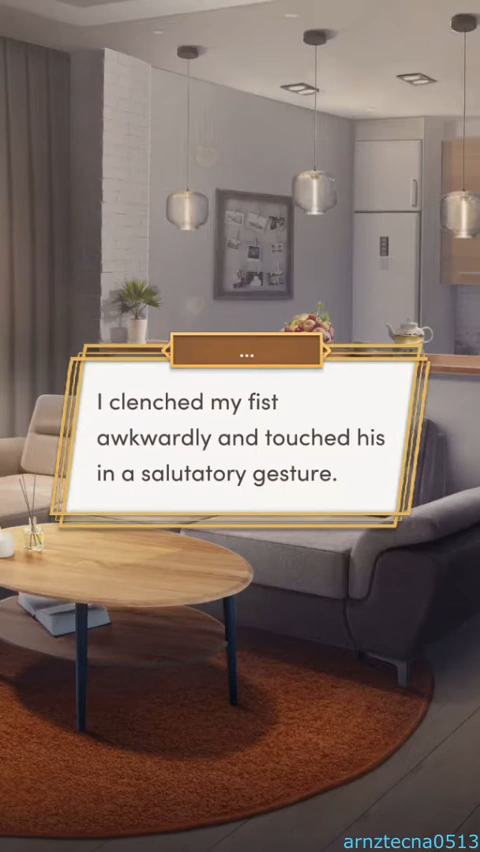 ...
I clenched my fist
awkwardly and touched his
in a salutatory gesture.
arnztecna0513